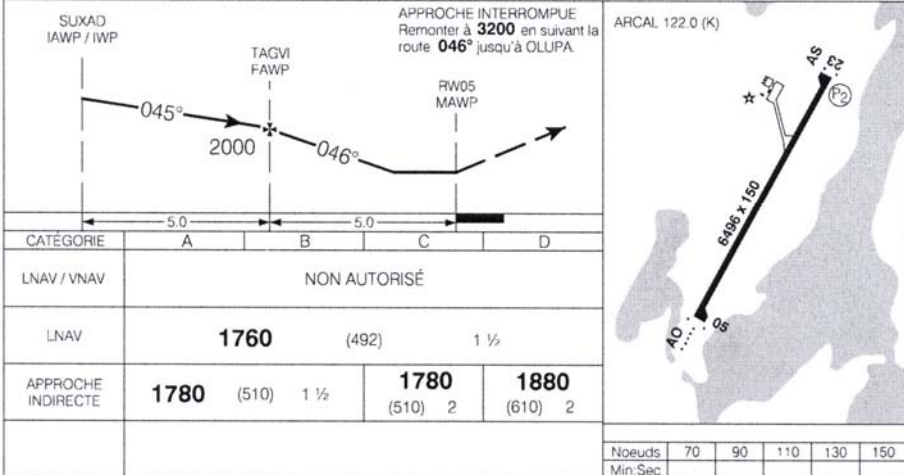 SUXAD
IAWP / IWP
TAGVI
FAWP
APPROCHE INTERROMPUE
Remonter à 3200 en suivant la
route 046° jusqu'à OLUPA.
RW05
MAWP
045°
2000
046°
5.0
5.0
CATÉGORIE A B C D
LNAV / VNAV NON AUTORISÉ
LNAV 1760 (492) 1 ½
APPROCHE
INDIRECTE
1780 (510) 1 ½
1780
(510) 2
1880
(610) 2
ARCAL 122.0 (K)
AS
23
P2
6496 x 150
AO
05
Noeuds 70 90 110 130 150
Min:Sec